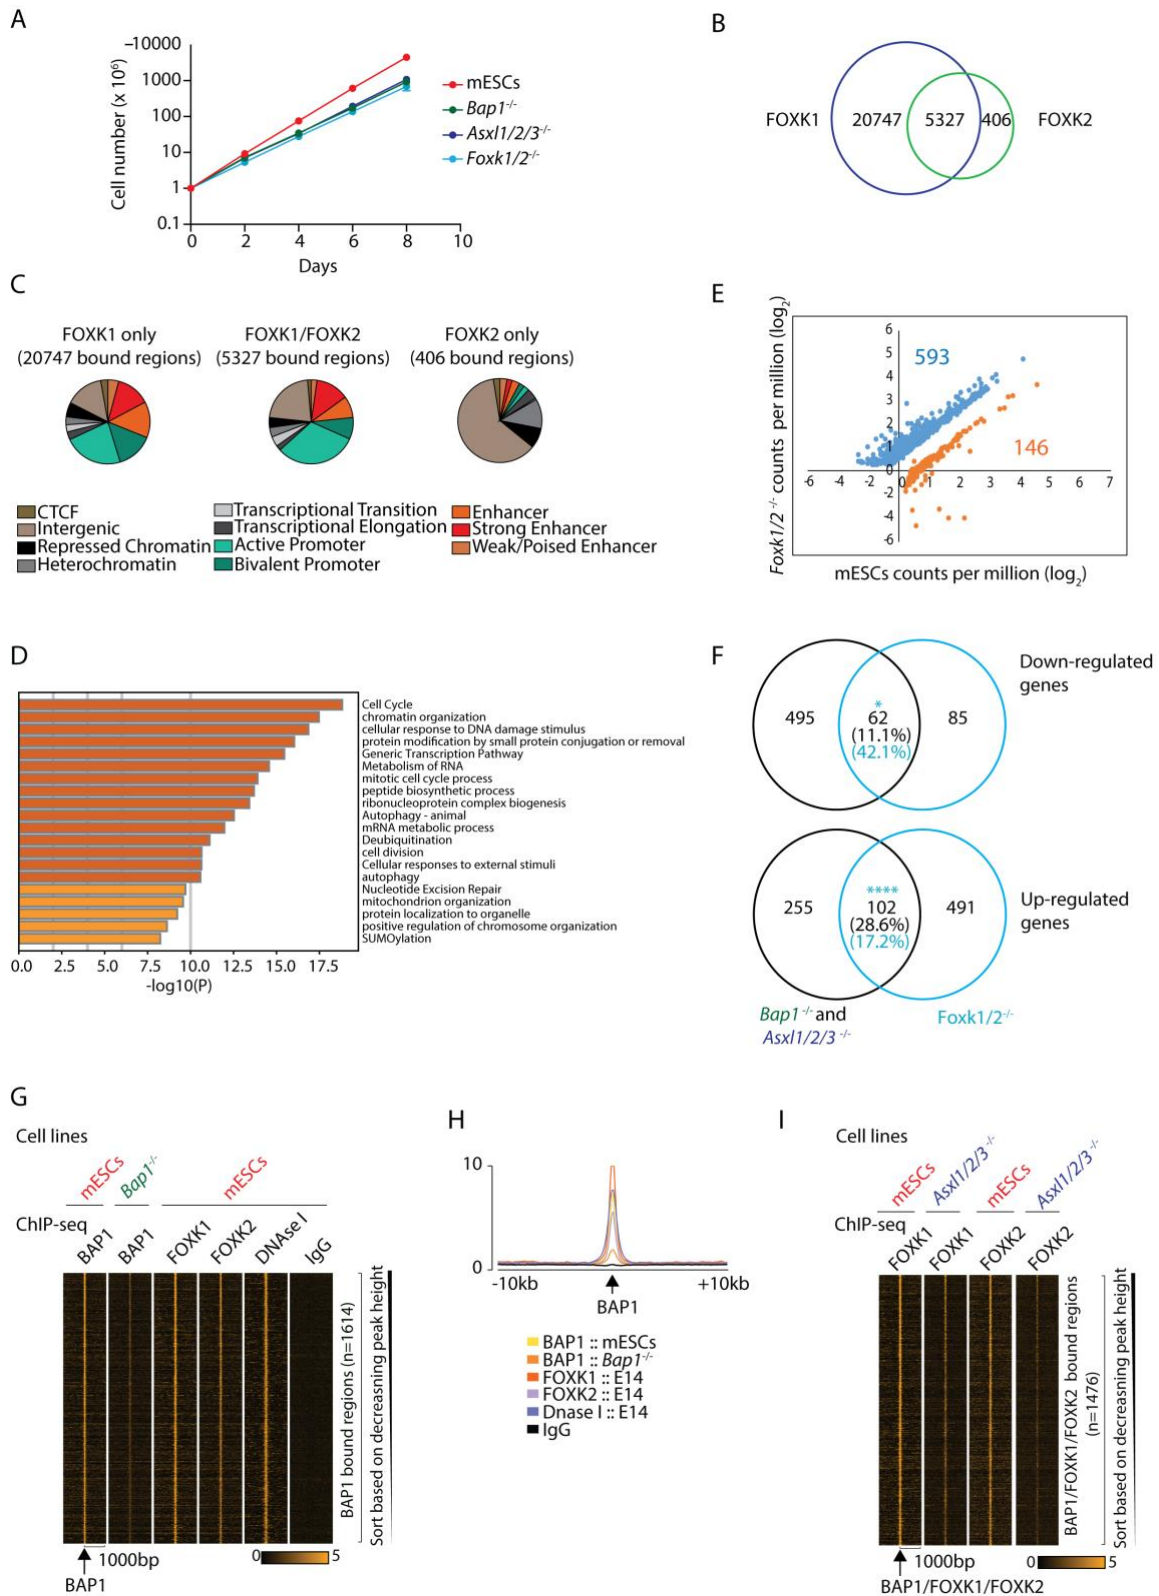 A
Cell number (x 10⁶)
–10000
1000
100
10
1
0.1
0 2 4 6 8 10
Days
mESCs
Bap1-/-
Asxl1/2/3-/-
Foxk1/2-/-
B
FOXK1 20747 5327 406 FOXK2
C
FOXK1 only
(20747 bound regions)
FOXK1/FOXK2
(5327 bound regions)
FOXK2 only
(406 bound regions)
CTCF
Intergenic
Repressed Chromatin
Heterochromatin
Transcriptional Transition
Transcriptional Elongation
Active Promoter
Bivalent Promoter
Enhancer
Strong Enhancer
Weak/Poised Enhancer
E
Foxk1/2 -/- counts per million (log2)
6
5
4
3
2
1
0
-2
-4
-6
593
146
-6 -4 -2 0 1 2 3 4 5 6 7
mESCs counts per million (log2)
D
Cell Cycle
chromatin organization
cellular response to DNA damage stimulus
protein modification by small protein conjugation or removal
Generic Transcription Pathway
Metabolism of RNA
mitotic cell cycle process
peptide biosynthetic process
ribonucleoprotein complex biogenesis
Autophagy - animal
mRNA metabolic process
Deubiquitination
cell division
Cellular responses to external stimuli
autophagy
Nucleotide Excision Repair
mitochondrion organization
protein localization to organelle
positive regulation of chromosome organization
SUMOylation
0.0 2.5 5.0 7.5 10.0 12.5 15.0 17.5
-log10(P)
F
Down-regulated
genes
*
495 62 85
(11.1%)
(42.1%)
Up-regulated
genes
****
255 102 491
(28.6%)
(17.2%)
Bap1-/- and
Asxl1/2/3 -/-
Foxk1/2-/-
G
Cell lines
mESCs Bap1-/- mESCs
ChIP-seq
BAP1 BAP1 FOXK1 FOXK2 DNAse I IgG
BAP1 bound regions (n=1614)
Sort based on decreasning peak height
1000bp
0 5
BAP1
H
10
0
-10kb +10kb
BAP1
BAP1 :: mESCs
BAP1 :: Bap1-/-
FOXK1 :: E14
FOXK2 :: E14
Dnase I :: E14
IgG
I
Cell lines
mESCs Asxl1/2/3 -/- mESCs Asxl1/2/3 -/-
ChIP-seq
FOXK1 FOXK1 FOXK2 FOXK2
BAP1/FOXK1/FOXK2 bound regions
(n=1476)
Sort based on decreasning peak height
1000bp
0 5
BAP1/FOXK1/FOXK2